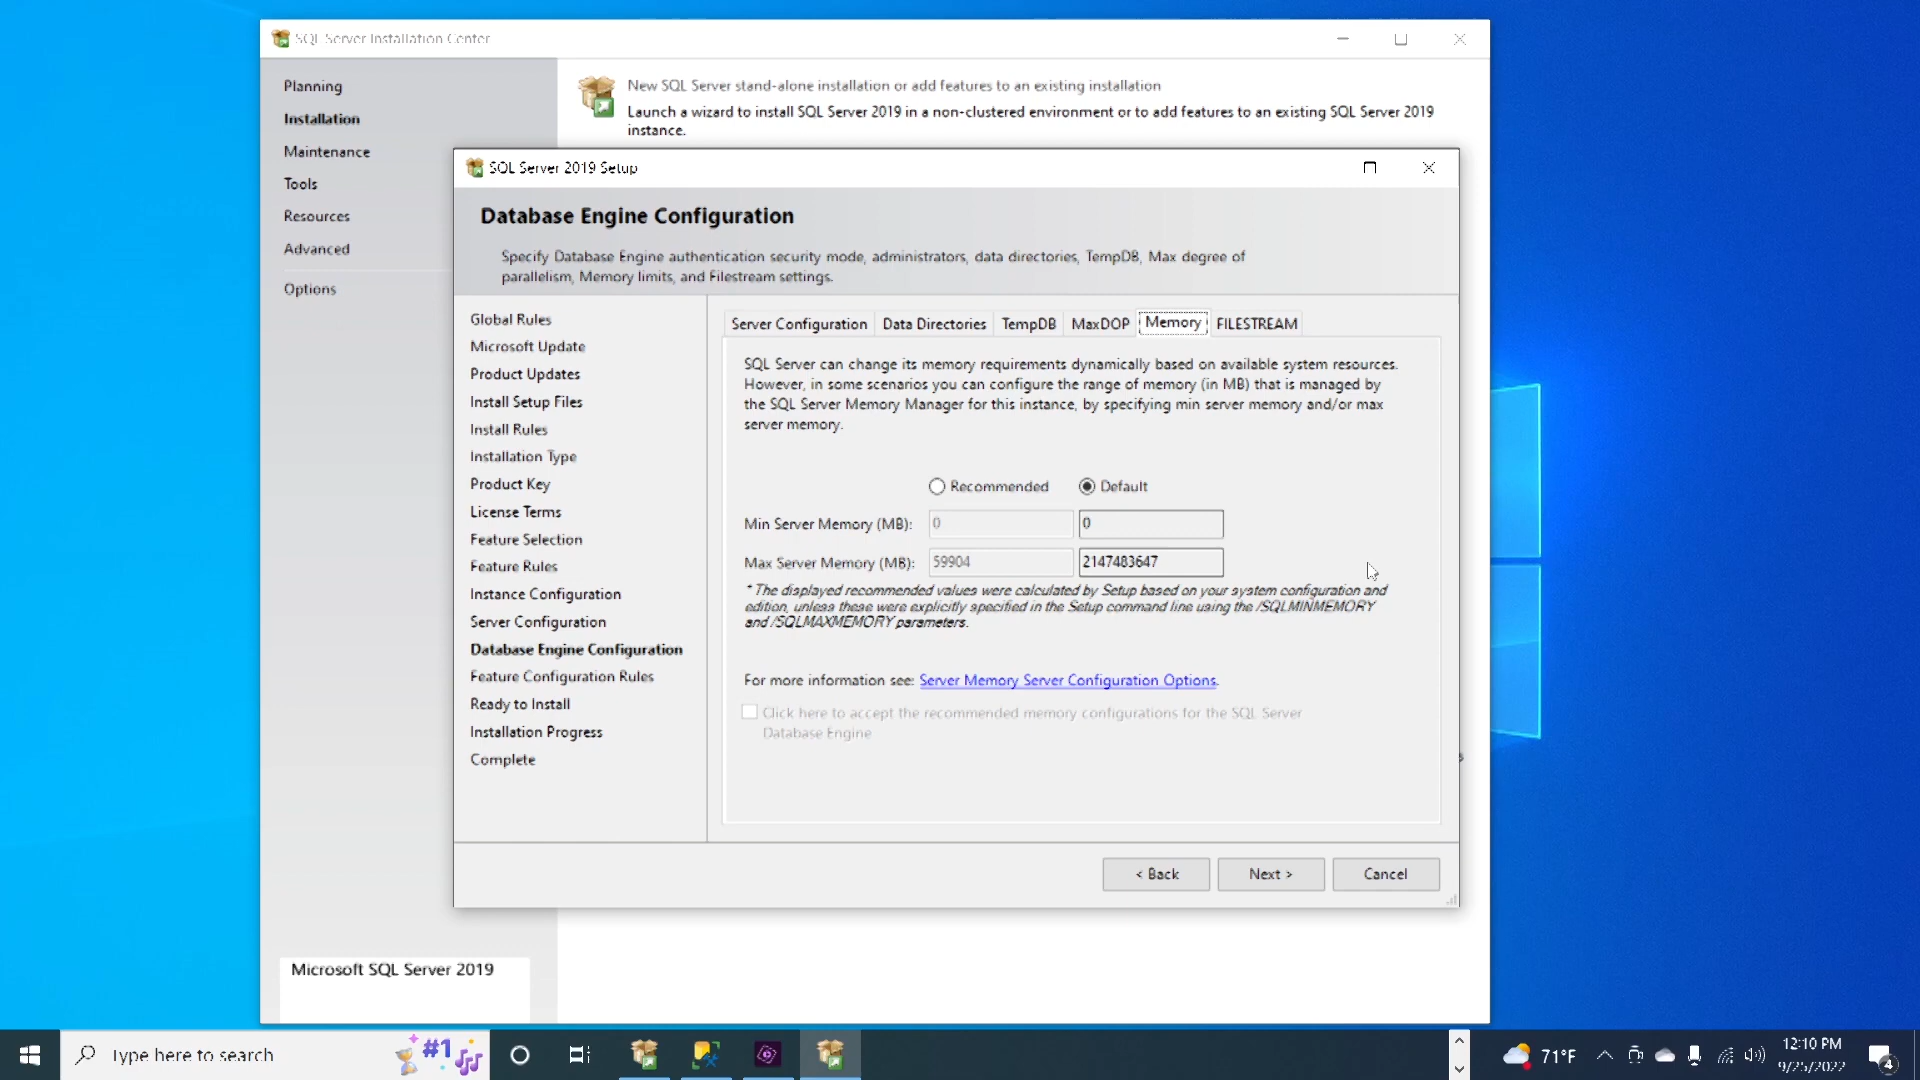 SQL Server Installation Center
Planning
Installation
Maintenance
Tools
Resources
Advanced
Options
New SQL Server stand-alone installation or add features to an existing installation
Launch a wizard to install SQL Server 2019 in a non-clustered environment or to add features to an existing SQL Server 2019
instance.
SQL Server 2019 Setup
Database Engine Configuration
Specify Database Engine authentication security mode, administrators, data directories, TempDB, Max degree of
parallelism, Memory limits, and Filestream settings.
Global Rules
Microsoft Update
Product Updates
Install Setup Files
Install Rules
Installation Type
Product Key
License Terms
Feature Selection
Feature Rules
Instance Configuration
Server Configuration
Database Engine Configuration
Feature Configuration Rules
Ready to Install
Installation Progress
Complete
Server Configuration Data Directories TempDB MaxDOP Memory FILESTREAM
SQL Server can change its memory requirements dynamically based on available system resources.
However, in some scenarios you can configure the range of memory (in MB) that is managed by
the SQL Server Memory Manager for this instance, by specifying min server memory and/or max
server memory.
Recommended Default
Min Server Memory (MB): 0 0
Max Server Memory (MB): 59904 2147483647
* The displayed recommended values were calculated by Setup based on your system configuration and
edition, unless these were explicitly specified in the Setup command line using the /SQLMINMEMORY
and /SQLMAXMEMORY parameters.
For more information see: Server Memory Server Configuration Options.
Click here to accept the recommended memory configurations for the SQL Server
Database Engine
< Back Next > Cancel
Microsoft SQL Server 2019
Type here to search
#1
71°F
12:10 PM
9/25/2022
4